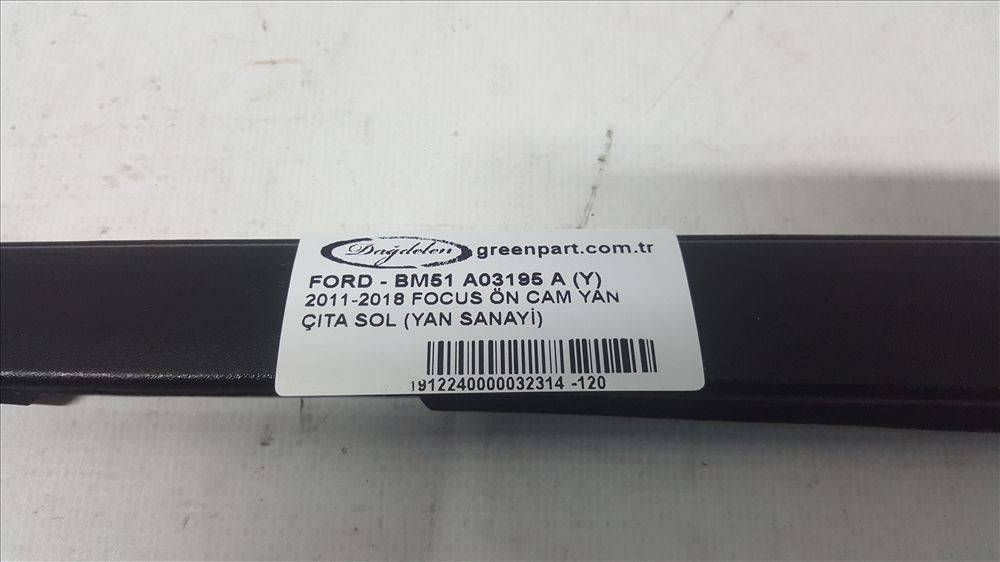 Dağdelen greenpart.com.tr
FORD - BM51 A03195 A (Y)
2011-2018 FOCUS ÖN CAM YAN
ÇITA SOL (YAN SANAYİ)
1912240000032314 -120